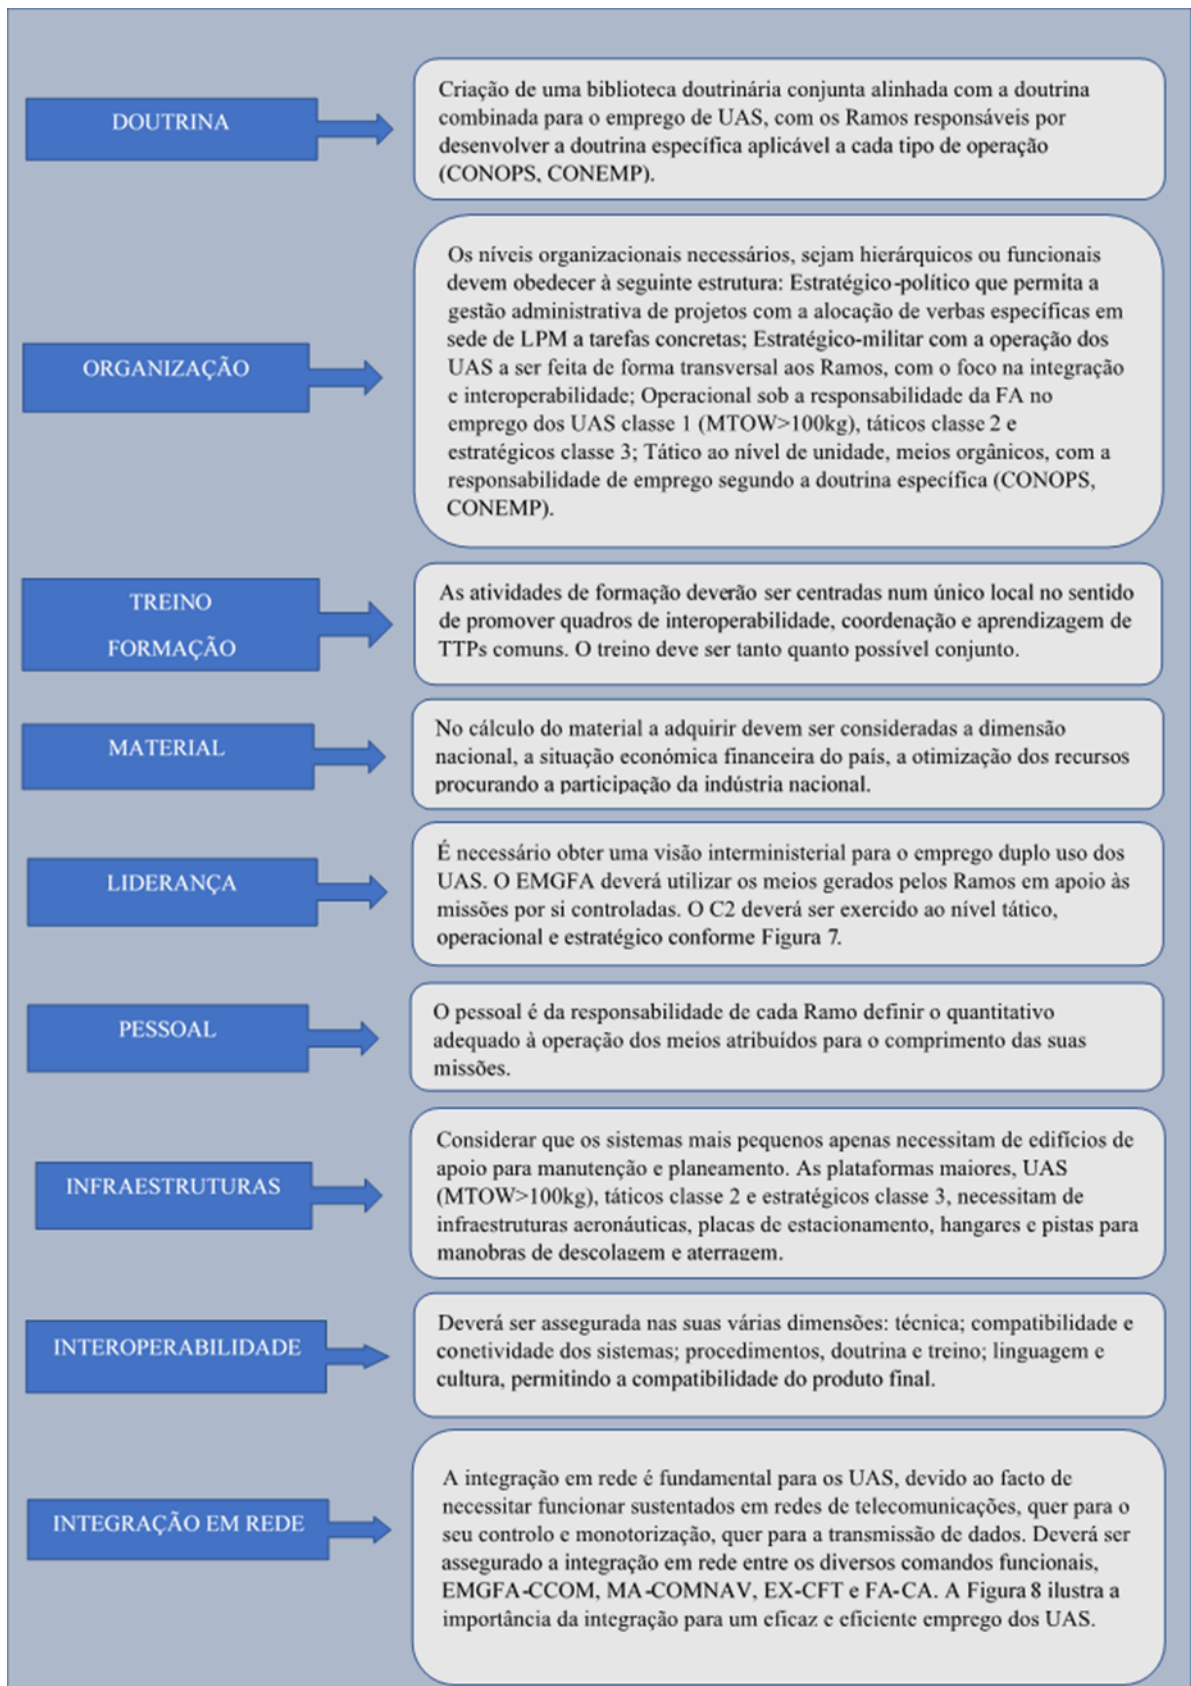 DOUTRINA
Criação de uma biblioteca doutrinária conjunta alinhada com a doutrina
combinada para o emprego de UAS, com os Ramos responsáveis por
desenvolver a doutrina específica aplicável a cada tipo de operação
(CONOPS, CONEMP).
ORGANIZAÇÃO
Os níveis organizacionais necessários, sejam hierárquicos ou funcionais
devem obedecer à seguinte estrutura: Estratégico-político que permita a
gestão administrativa de projetos com a alocação de verbas específicas em
sede de LPM a tarefas concretas; Estratégico-militar com a operação dos
UAS a ser feita de forma transversal aos Ramos, com o foco na integração
e interoperabilidade; Operacional sob a responsabilidade da FA no
emprego dos UAS classe 1 (MTOW>100kg), táticos classe 2 e
estratégicos classe 3; Tático ao nível de unidade, meios orgânicos, com a
responsabilidade de emprego segundo a doutrina específica (CONOPS,
CONEMP).
TREINO
FORMAÇÃO
As atividades de formação deverão ser centradas num único local no sentido
de promover quadros de interoperabilidade, coordenação e aprendizagem de
TTPs comuns. O treino deve ser tanto quanto possível conjunto.
MATERIAL
No cálculo do material a adquirir devem ser consideradas a dimensão
nacional, a situação económica financeira do país, a otimização dos recursos
procurando a participação da indústria nacional.
LIDERANÇA
É necessário obter uma visão interministerial para o emprego duplo uso dos
UAS. O EMGFA deverá utilizar os meios gerados pelos Ramos em apoio às
missões por si controladas. O C2 deverá ser exercido ao nível tático,
operacional e estratégico conforme Figura 7.
PESSOAL
O pessoal é da responsabilidade de cada Ramo definir o quantitativo
adequado à operação dos meios atribuídos para o comprimento das suas
missões.
INFRAESTRUTURAS
Considerar que os sistemas mais pequenos apenas necessitam de edifícios de
apoio para manutenção e planeamento. As plataformas maiores, UAS
(MTOW>100kg), táticos classe 2 e estratégicos classe 3, necessitam de
infraestruturas aeronáuticas, placas de estacionamento, hangares e pistas para
manobras de descolagem e aterragem.
INTEROPERABILIDADE
Deverá ser assegurada nas suas várias dimensões: técnica; compatibilidade e
conetividade dos sistemas; procedimentos, doutrina e treino; linguagem e
cultura, permitindo a compatibilidade do produto final.
INTEGRAÇÃO EM REDE
A integração em rede é fundamental para os UAS, devido ao facto de
necessitar funcionar sustentados em redes de telecomunicações, quer para o
seu controlo e monotorização, quer para a transmissão de dados. Deverá ser
assegurado a integração em rede entre os diversos comandos funcionais,
EMGFA-CCOM, MA-COMNAV, EX-CFT e FA-CA. A Figura 8 ilustra a
importância da integração para um eficaz e eficiente emprego dos UAS.